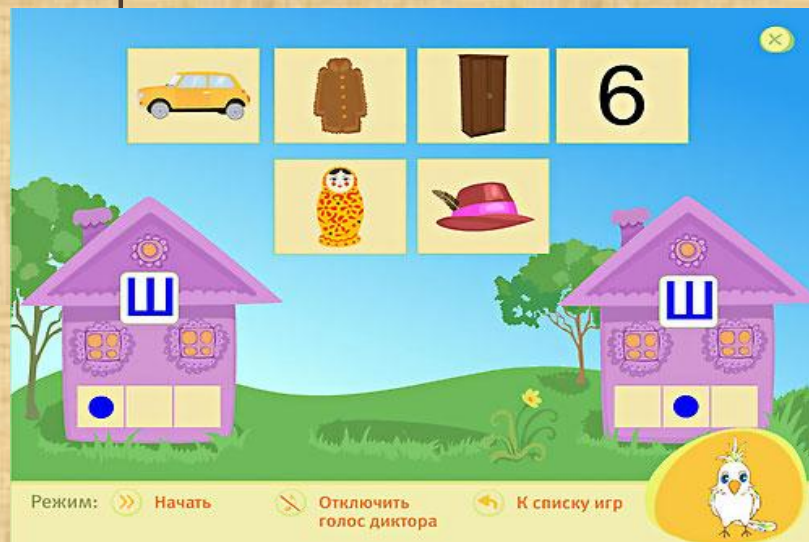 6
Ш
Ш
Режим:
Начать
Отключить
голос диктора
К списку игр